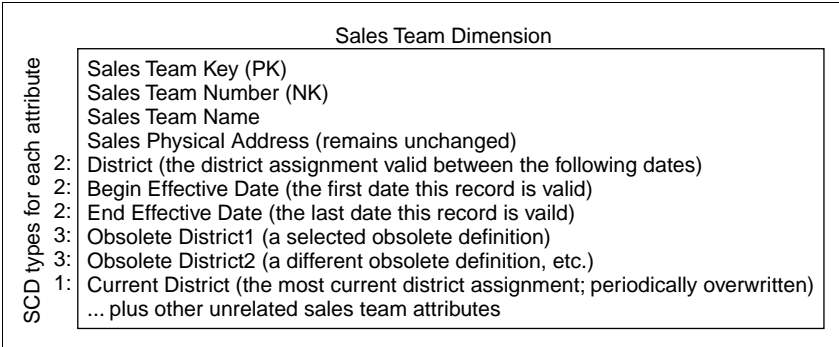 Sales Team Dimension
SCD types for each attribute
Sales Team Key (PK)
Sales Team Number (NK)
Sales Team Name
Sales Physical Address (remains unchanged)
2: District (the district assignment valid between the following dates)
2: Begin Effective Date (the first date this record is valid)
2: End Effective Date (the last date this record is vaild)
3: Obsolete District1 (a selected obsolete definition)
3: Obsolete District2 (a different obsolete definition, etc.)
1: Current District (the most current district assignment; periodically overwritten)
... plus other unrelated sales team attributes